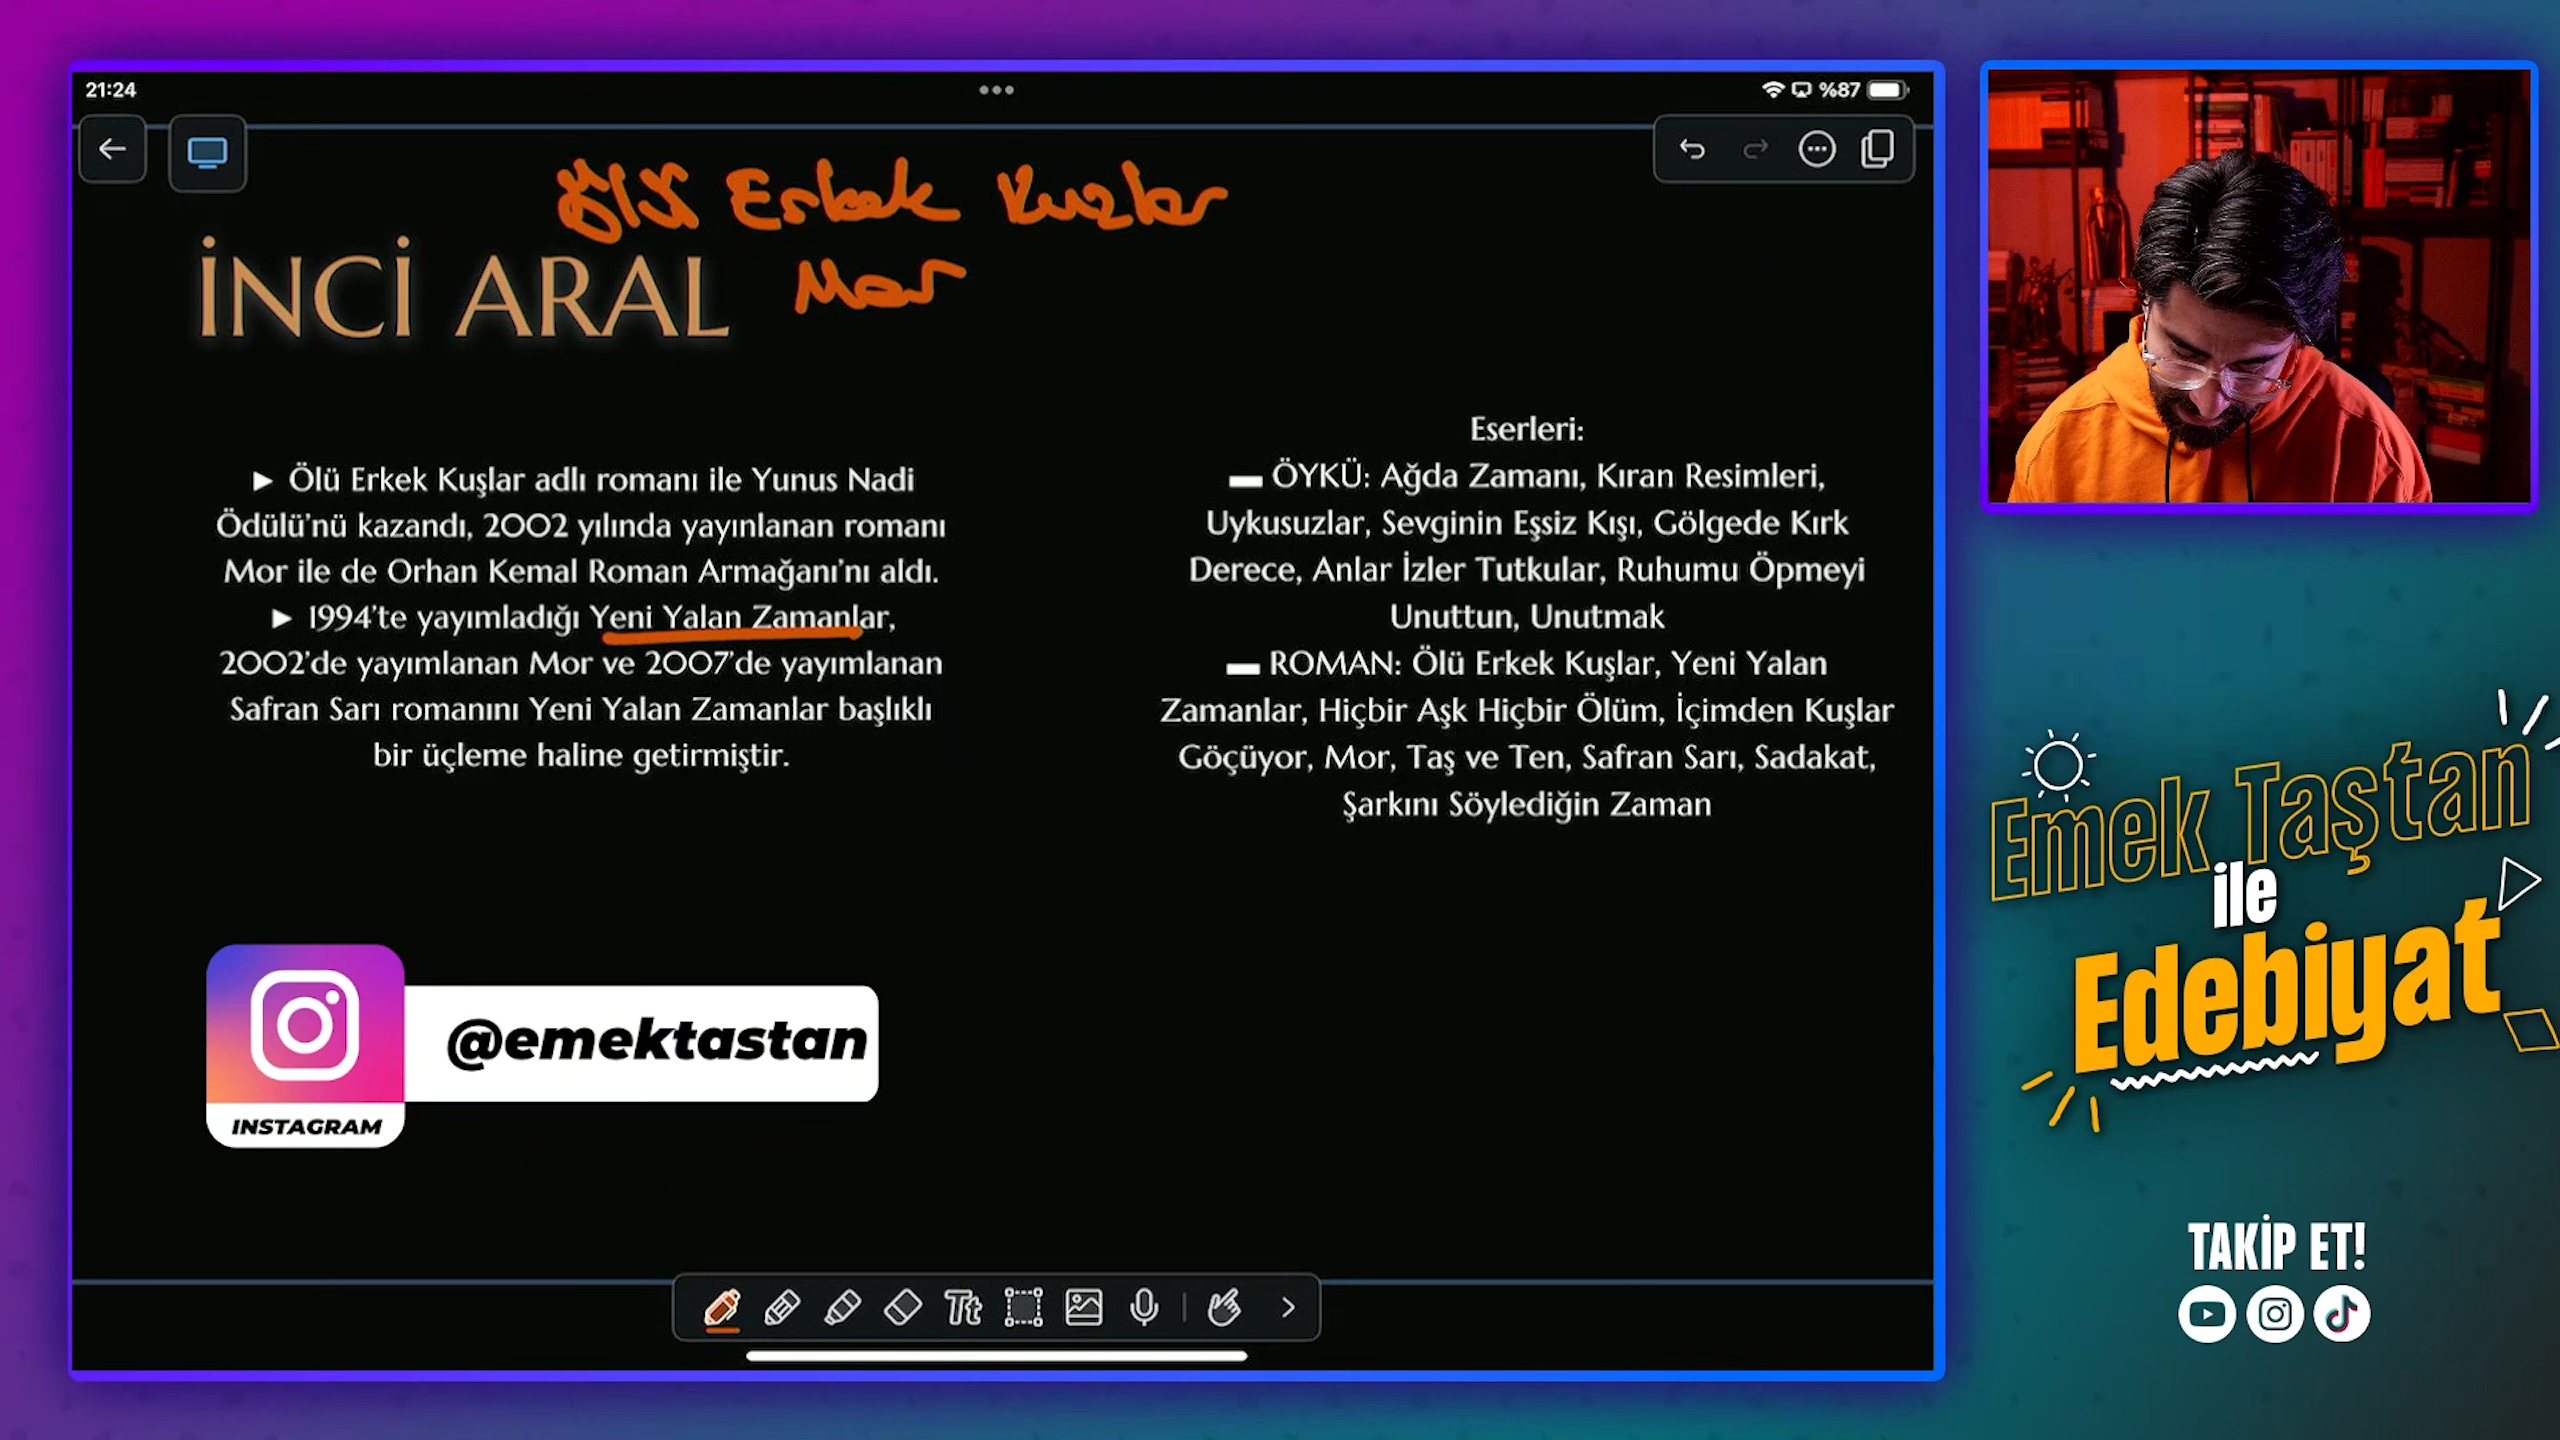 21:24
%87
Ölü Erkek Kuşlar
Mor
İNCİ ARAL
► Ölü Erkek Kuşlar adlı romanı ile Yunus Nadi
Ödülü'nü kazandı, 2002 yılında yayınlanan romanı
Mor ile de Orhan Kemal Roman Armağanı'nı aldı.
► 1994'te yayımladığı Yeni Yalan Zamanlar,
2002'de yayımlanan Mor ve 2007'de yayımlanan
Safran Sarı romanını Yeni Yalan Zamanlar başlıklı
bir üçleme haline getirmiştir.
Eserleri:
▬ ÖYKÜ: Ağda Zamanı, Kıran Resimleri,
Uykusuzlar, Sevginin Eşsiz Kışı, Gölgede Kırk
Derece, Anlar İzler Tutkular, Ruhumu Öpmeyi
Unuttun, Unutmak
▬ ROMAN: Ölü Erkek Kuşlar, Yeni Yalan
Zamanlar, Hiçbir Aşk Hiçbir Ölüm, İçimden Kuşlar
Göçüyor, Mor, Taş ve Ten, Safran Sarı, Sadakat,
Şarkını Söylediğin Zaman
@emektastan
INSTAGRAM
Tt
Emek Taştan
ile
Edebiyat
TAKİP ET!